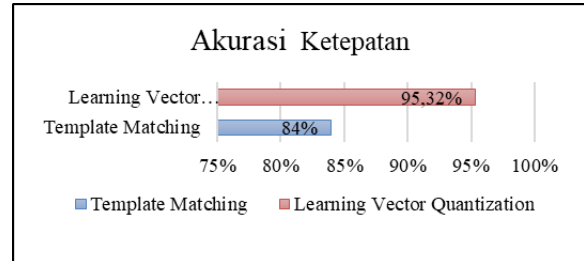 Akurasi Ketepatan
Learning Vector...
95,32%
Template Matching
84%
75% 80% 85% 90% 95% 100%
Template Matching Learning Vector Quantization